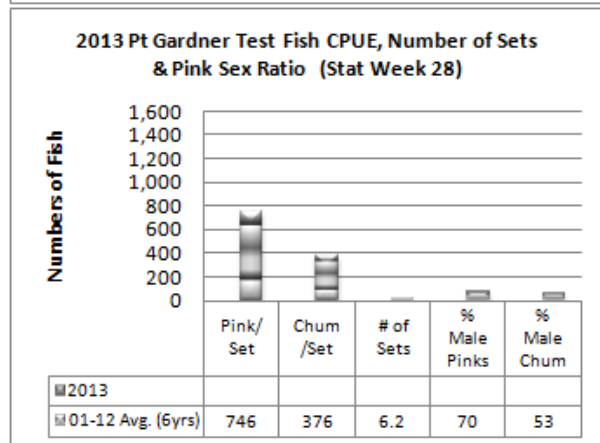 2013 Pt Gardner Test Fish CPUE, Number of Sets
& Pink Sex Ratio (Stat Week 28)
Numbers of Fish
1,600
1,400
1,200
1,000
800
600
400
200
0
Pink/ Chum # of % %
Set /Set Sets Male Male
Pinks Chum
2013
01-12 Avg. (6yrs) 746 376 6.2 70 53